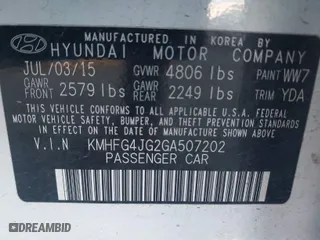 MANUFACTURED IN KOREA BY
HYUNDAI MOTOR COMPANY
JUL/03/15 GVWR 4806 lbs PAINT WW7
GAWR FRONT 2579 lbs GAWR REAR 2249 lbs TRIM YDA
THIS VEHICLE CONFORMS TO ALL APPLICABLE U.S. FEDERAL MOTOR
VEHICLE SAFETY, BUMPER, AND THEFT PREVENTION STANDARDS IN
EFFECT ON THE DATE OF MANUFACTURE SHOWN ABOVE.
V.I.N KMHFG4JG2GA507202
PASSENGER CAR